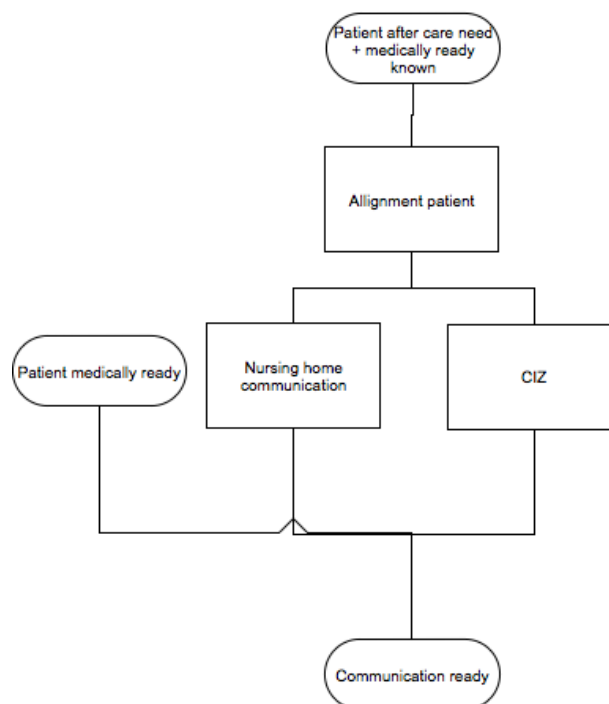 Patient after care need
+ medically ready
known
Allignment patient
Patient medically ready
Nursing home
communication
CIZ
Communication ready